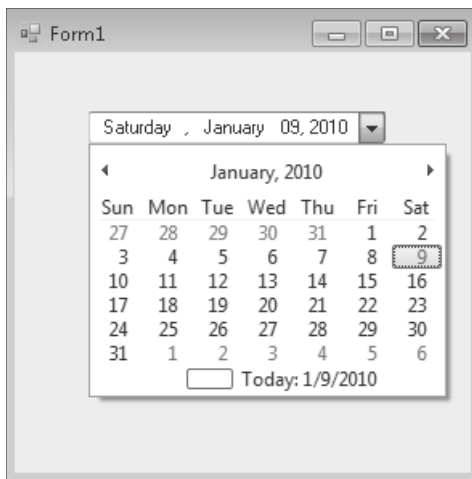 Form1
Saturday , January 09, 2010
January, 2010
Sun Mon Tue Wed Thu Fri Sat
27 28 29 30 31 1 2
3 4 5 6 7 8 9
10 11 12 13 14 15 16
17 18 19 20 21 22 23
24 25 26 27 28 29 30
31 1 2 3 4 5 6
Today: 1/9/2010